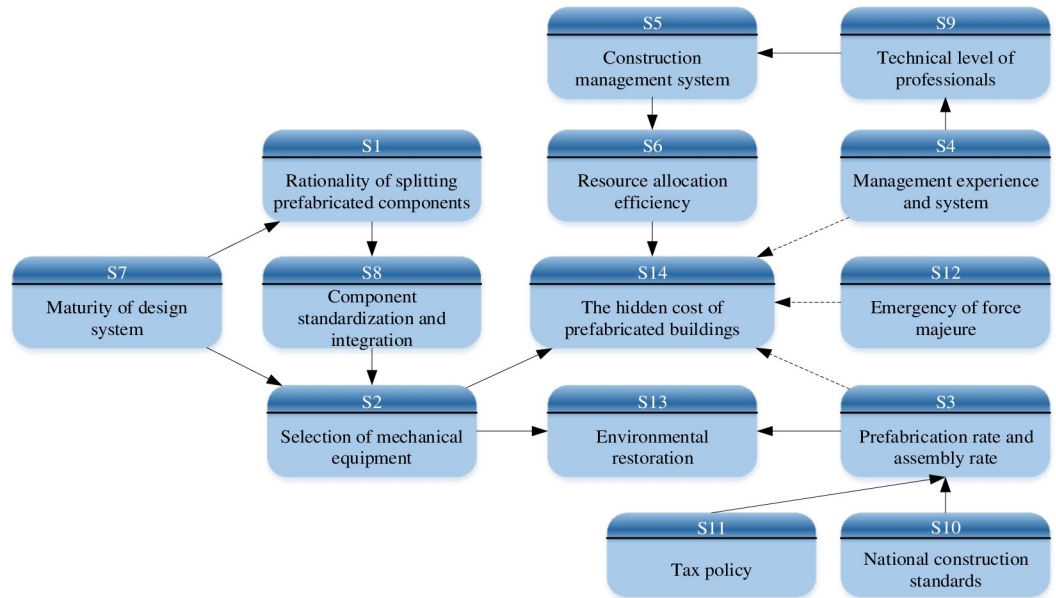 S5
Construction
management system
S9
Technical level of
professionals
S1
Rationality of splitting
prefabricated components
S6
Resource allocation
efficiency
S4
Management experience
and system
S7
Maturity of design
system
S8
Component
standardization and
integration
S14
The hidden cost of
prefabricated buildings
S12
Emergency of force
majeure
S2
Selection of mechanical
equipment
S13
Environmental
restoration
S3
Prefabrication rate and
assembly rate
S11
Tax policy
S10
National construction
standards